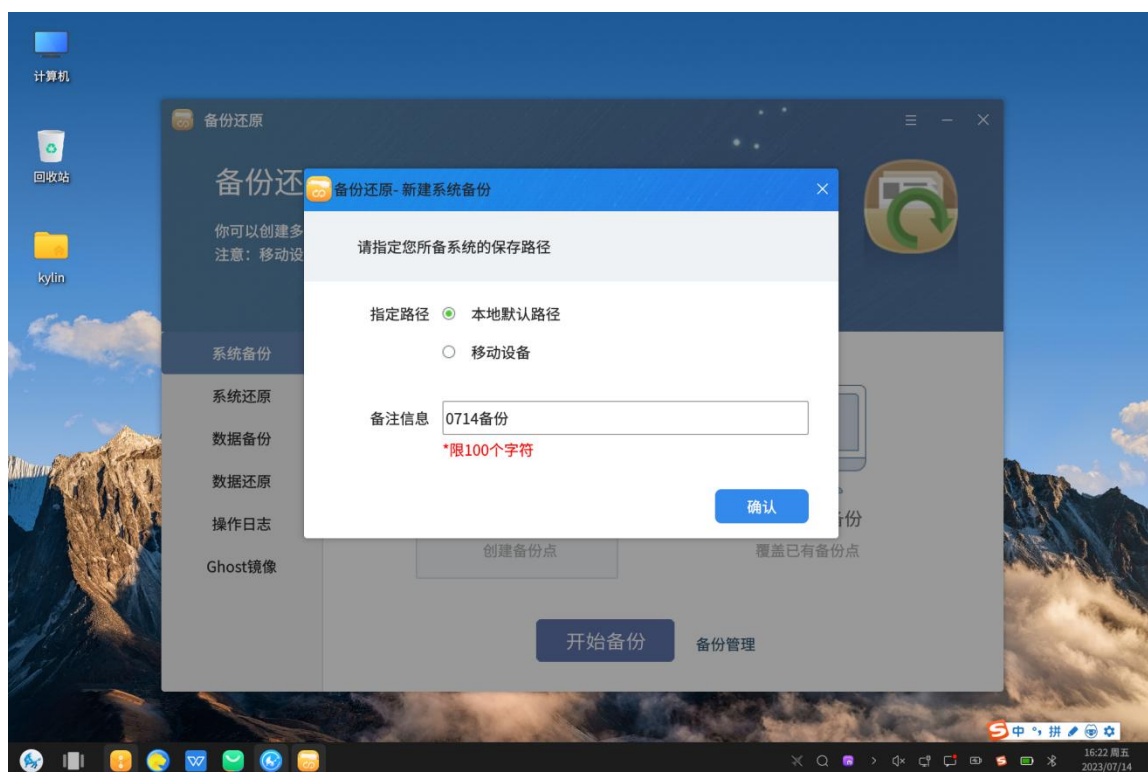 计算机
回收站
kylin
备份还原
备份还
你可以创建多
注意：移动设
备份还原- 新建系统备份
请指定您所备系统的保存路径
指定路径
本地默认路径
移动设备
备注信息
0714备份
*限100个字符
确认
系统备份
系统还原
数据备份
数据还原
操作日志
Ghost镜像
份
创建备份点
覆盖已有备份点
开始备份
备份管理
中 °, 拼
16:22 周五
2023/07/14